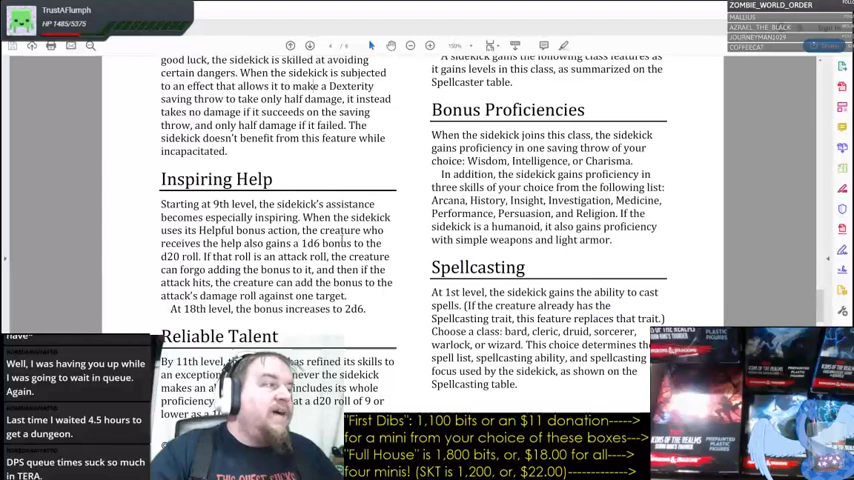 TrustAFlumph
HP 1485/5375
ZOMBIE_WORLD_ORDER
MALLIUS
AZRAEL_THE_BLACK
JOURNEYMAN1029
COFFEECAT
4 / 6
150%
good luck, the sidekick is skilled at avoiding
certain dangers. When the sidekick is subjected
to an effect that allows it to make a Dexterity
saving throw to take only half damage, it instead
takes no damage if it succeeds on the saving
throw, and only half damage if it failed. The
sidekick doesn't benefit from this feature while
incapacitated.
Inspiring Help
Starting at 9th level, the sidekick's assistance
becomes especially inspiring. When the sidekick
uses its Helpful bonus action, the creature who
receives the help also gains a 1d6 bonus to the
d20 roll. If that roll is an attack roll, the creature
can forgo adding the bonus to it, and then if the
attack hits, the creature can add the bonus to the
attack's damage roll against one target.
At 18th level, the bonus increases to 2d6.
Reliable Talent
By 11th level, has refined its skills to
an exception never the sidekick
makes an a includes its whole
proficiency at a d20 roll of 9 or
lower as a
A sidekick gains the following class features as
it gains levels in this class, as summarized on the
Spellcaster table.
Bonus Proficiencies
When the sidekick joins this class, the sidekick
gains proficiency in one saving throw of your
choice: Wisdom, Intelligence, or Charisma.
In addition, the sidekick gains proficiency in
three skills of your choice from the following list:
Arcana, History, Insight, Investigation, Medicine,
Performance, Persuasion, and Religion. If the
sidekick is a humanoid, it also gains proficiency
with simple weapons and light armor.
Spellcasting
At 1st level, the sidekick gains the ability to cast
spells. (If the creature already has the
Spellcasting trait, this feature replaces that trait.)
Choose a class: bard, cleric, druid, sorcerer,
warlock, or wizard. This choice determines the
spell list, spellcasting ability, and spellcasting
focus used by the sidekick, as shown on the
Spellcasting table.
have"
Well, I was having you up while
I was going to wait in queue.
Again.
Last time I waited 4.5 hours to
get a dungeon.
DPS queue times suck so much
in TERA.
"First Dibs": 1,100 bits or an $11 donation----->
for a mini from your choice of these boxes--->
"Full House" is 1,800 bits, or $18.00 for all---->
four minis! (SKT is 1,200, or, $22.00)------------->
THIS QUEST SUCKS
ICONS OF THE REALMS
PREPAINTED
PLASTIC
FIGURES